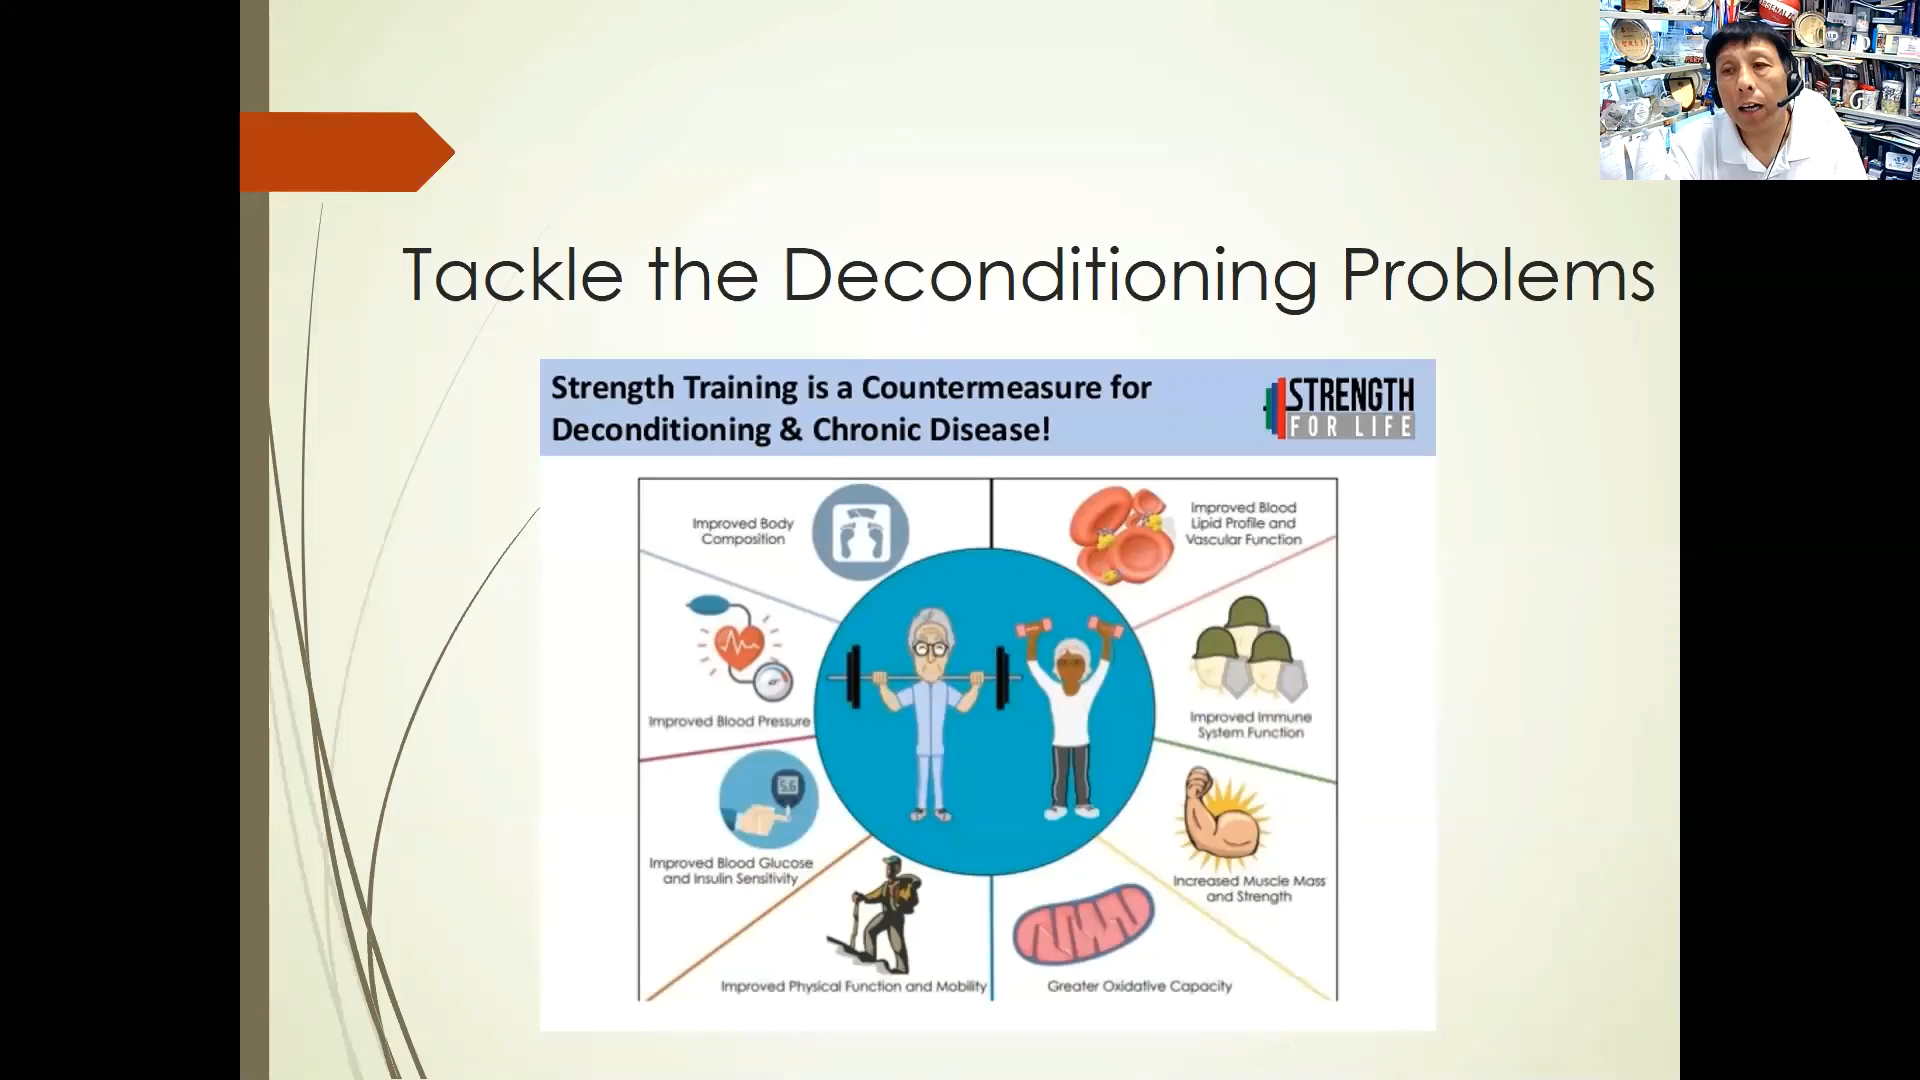 Tackle the Deconditioning Problems
Strength Training is a Countermeasure for
Deconditioning & Chronic Disease!
STRENGTH
FOR LIFE
Improved Body
Composition
Improved Blood
Lipid Profile and
Vascular Function
Improved Blood Pressure
Improved Immune
System Function
5.6
Improved Blood Glucose
and Insulin Sensitivity
Increased Muscle Mass
and Strength
Improved Physical Function and Mobility
Greater Oxidative Capacity